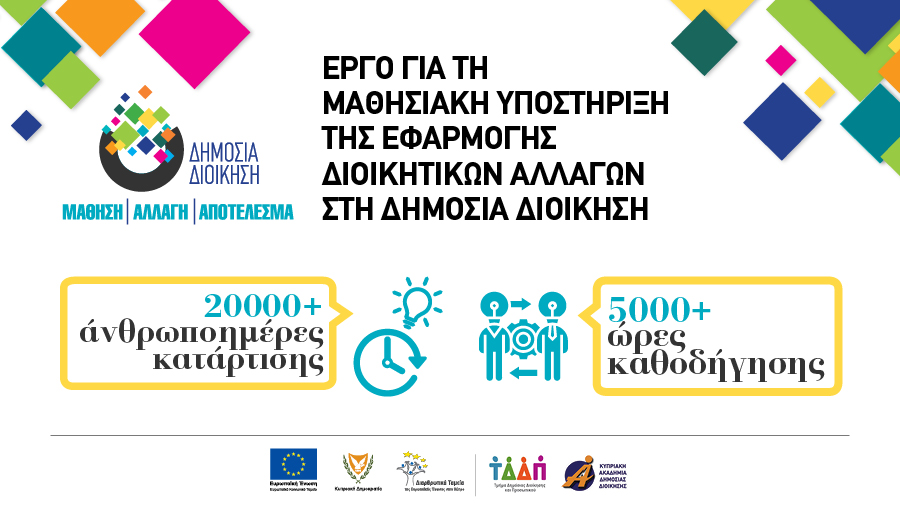 ΕΡΓΟ ΓΙΑ ΤΗ
ΜΑΘΗΣΙΑΚΗ ΥΠΟΣΤΗΡΙΞΗ
ΤΗΣ ΕΦΑΡΜΟΓΗΣ
ΔΙΟΙΚΗΤΙΚΩΝ ΑΛΛΑΓΩΝ
ΣΤΗ ΔΗΜΟΣΙΑ ΔΙΟΙΚΗΣΗ
ΔΗΜΟΣΙΑ
ΔΙΟΙΚΗΣΗ
ΜΑΘΗΣΗ|ΑΛΛΑΓΗ|ΑΠΟΤΕΛΕΣΜΑ
20000+
άνθρωποημέρες
κατάρτισης
5000+
ώρες
καθοδήγησης
Ευρωπαϊκή Ένωση
Ευρωπαϊκό Κοινωνικό Ταμείο
Κυπριακή Δημοκρατία
Διαρθρωτικά Ταμεία
της Ευρωπαϊκής Ένωσης στην Κύπρο
ΤΔΔΠ
Τμήμα Δημόσιας Διοίκησης
και Προσωπικού
ΚΥΠΡΙΑΚΗ
ΑΚΑΔΗΜΙΑ
ΔΗΜΟΣΙΑΣ
ΔΙΟΙΚΗΣΗΣ